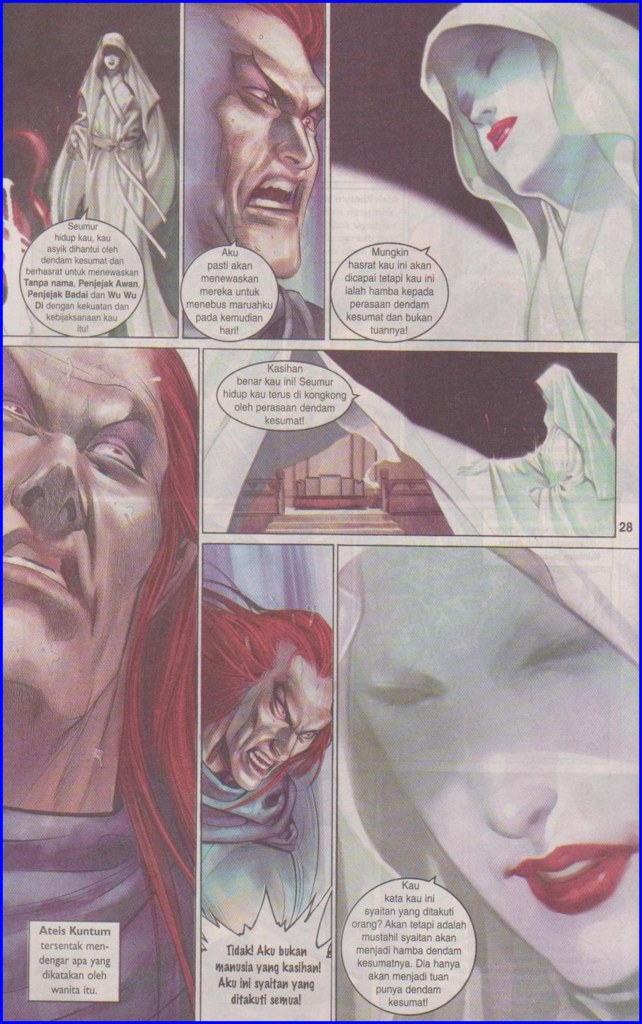 Seumur
hidup kau, kau
asyik dihantui oleh
dendam kesumat dan
berhasrat untuk menewaskan
Tanpa nama, Penjejak Awan,
Penjejak Badai dan Wu Wu
Di dengan kekuatan dan
kebijaksanaan kau
itu!
Aku
pasti akan
menewaskan
mereka untuk
menebus maruahku
pada kemudian
hari!
Mungkin
hasrat kau ini akan
dicapai tetapi kau ini
ialah hamba kepada
perasaan dendam
kesumat dan bukan
tuannya!
Kasihan
benar kau ini! Seumur
hidup kau terus di kongkong
oleh perasaan dendam
kesumat!
28
Ateis Kuntum
tersentak men-
dengar apa yang
dikatakan oleh
wanita itu.
Tidak! Aku bukan
manusia yang kasihan!
Aku ini syaitan yang
ditakuti semua!
Kau
kata kau ini
syaitan yang ditakuti
orang? Akan tetapi adalah
mustahil syaitan akan
menjadi hamba dendam
kesumatnya. Dia hanya
akan menjadi tuan
punya dendam
kesumat!